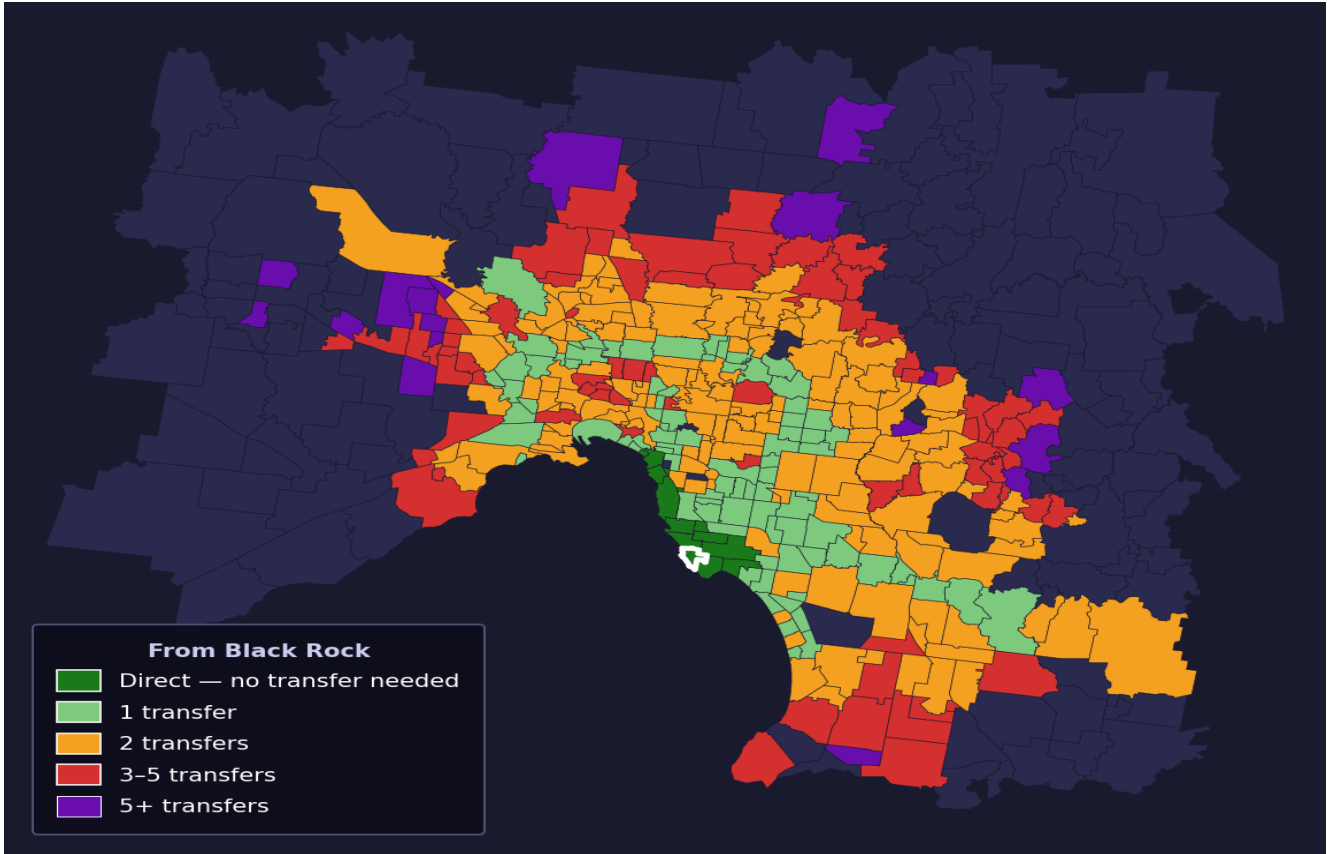 From Black Rock
Direct — no transfer needed
1 transfer
2 transfers
3–5 transfers
5+ transfers